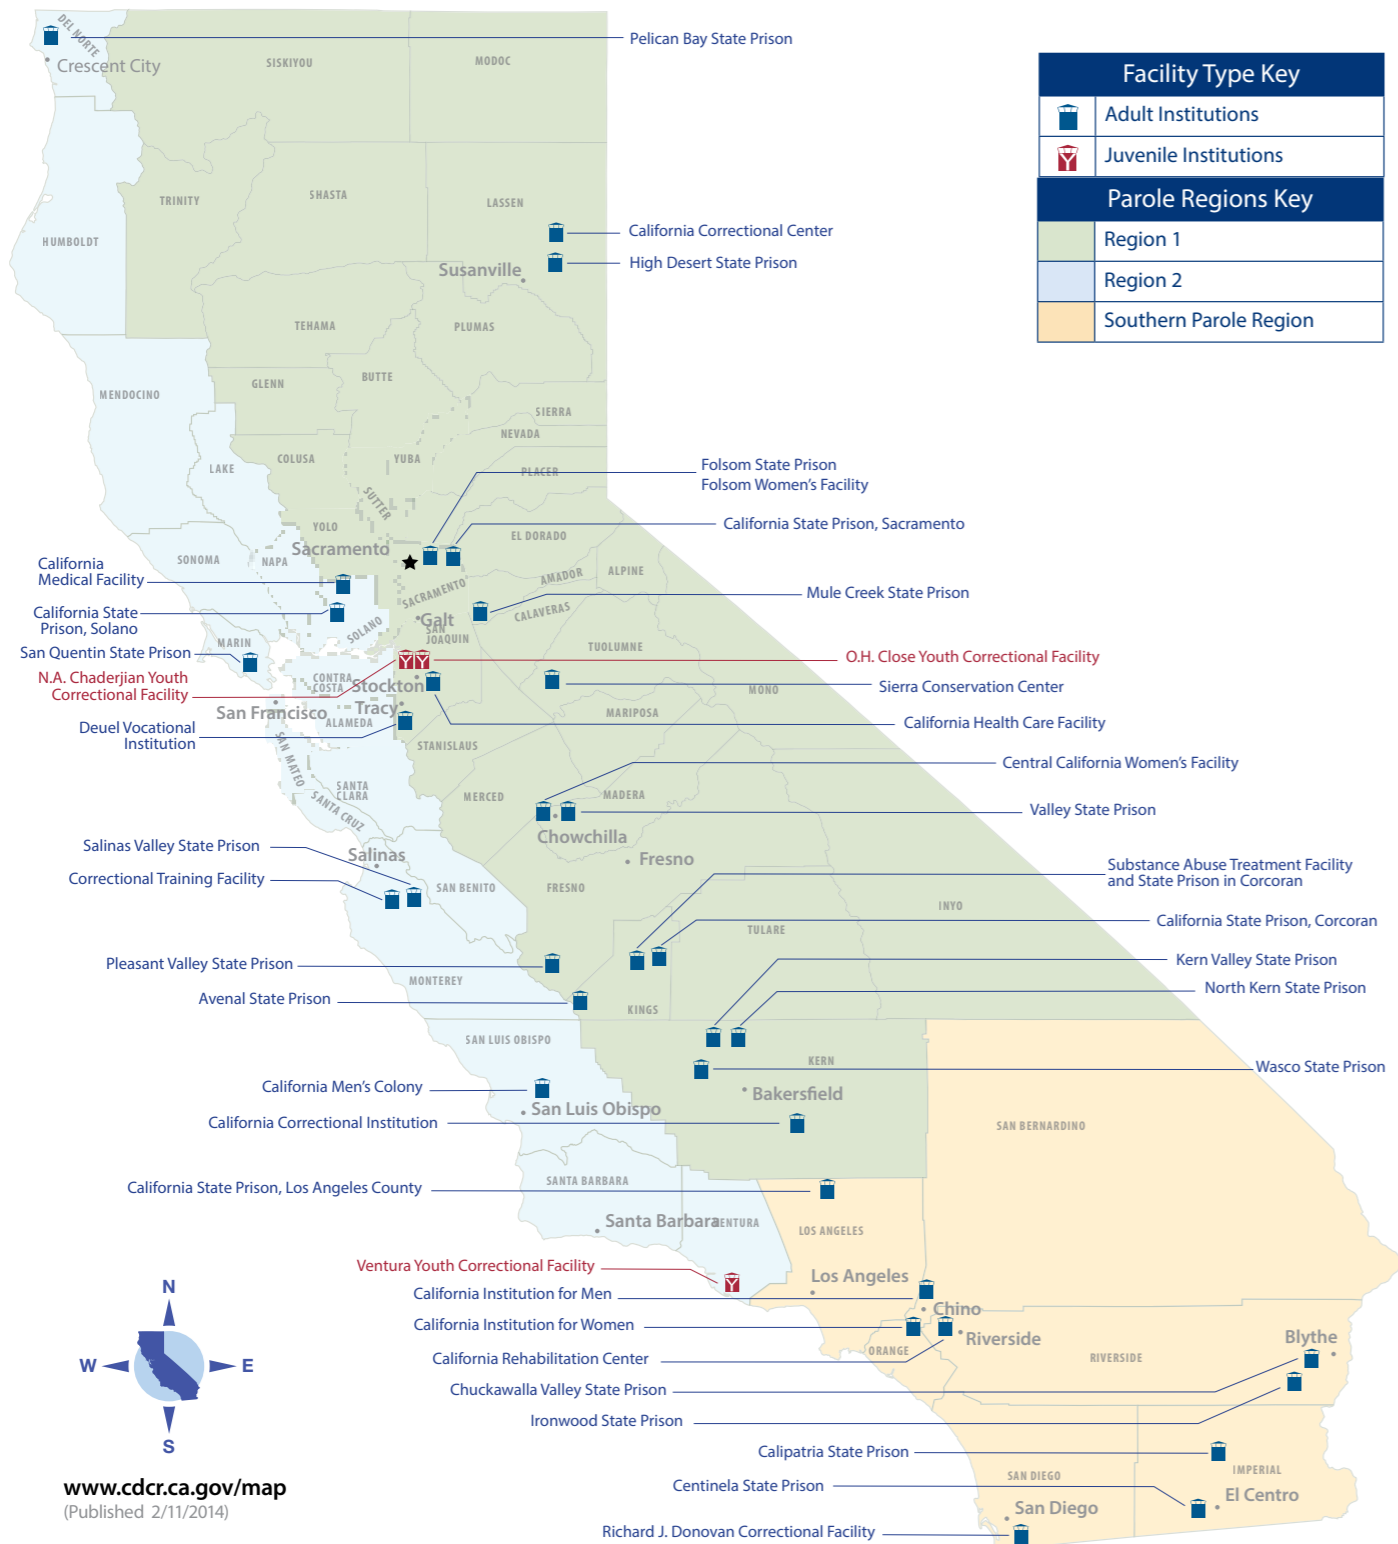 DEL NORTE
Pelican Bay State Prison
Crescent City
SISKIYOU
MODOC
Facility Type Key
Adult Institutions
Juvenile Institutions
Parole Regions Key
Region 1
Region 2
Southern Parole Region
TRINITY
SHASTA
LASSEN
HUMBOLDT
California Correctional Center
High Desert State Prison
Susanville
TEHAMA
PLUMAS
MENDOCINO
GLENN
BUTTE
SIERRA
NEVADA
PLACER
COLUSA
YUBA
LAKE
SUTTER
Folsom State Prison
Folsom Women's Facility
California State Prison, Sacramento
YOLO
EL DORADO
Sacramento
SONOMA
NAPA
California
Medical Facility
AMADOR
ALPINE
SACRAMENTO
Mule Creek State Prison
California State
Prison, Solano
CALAVERAS
Galt
SOLANO
SAN
JOAQUIN
MARIN
TUOLUMNE
San Quentin State Prison
O.H. Close Youth Correctional Facility
N.A. Chaderjian Youth
Correctional Facility
CONTRA
COSTA
Stockton
Sierra Conservation Center
MONO
San Francisco
Tracy
MARIPOSA
ALAMEDA
California Health Care Facility
Deuel Vocational
Institution
STANISLAUS
SAN MATEO
Central California Women's Facility
SANTA
CLARA
MERCED
MADERA
SANTA CRUZ
Valley State Prison
Chowchilla
Salinas Valley State Prison
Salinas
Fresno
Correctional Training Facility
SAN BENITO
FRESNO
Substance Abuse Treatment Facility
and State Prison in Corcoran
INYO
TULARE
California State Prison, Corcoran
Pleasant Valley State Prison
Kern Valley State Prison
MONTEREY
North Kern State Prison
Avenal State Prison
KINGS
SAN LUIS OBISPO
KERN
Wasco State Prison
California Men's Colony
Bakersfield
San Luis Obispo
California Correctional Institution
SAN BERNARDINO
SANTA BARBARA
California State Prison, Los Angeles County
Santa Barbara
VENTURA
LOS ANGELES
Ventura Youth Correctional Facility
Los Angeles
California Institution for Men
Chino
California Institution for Women
Riverside
Blythe
ORANGE
RIVERSIDE
California Rehabilitation Center
Chuckawalla Valley State Prison
Ironwood State Prison
Calipatria State Prison
IMPERIAL
SAN DIEGO
Centinela State Prison
El Centro
San Diego
Richard J. Donovan Correctional Facility
N
W
E
S
www.cdcr.ca.gov/map
(Published 2/11/2014)